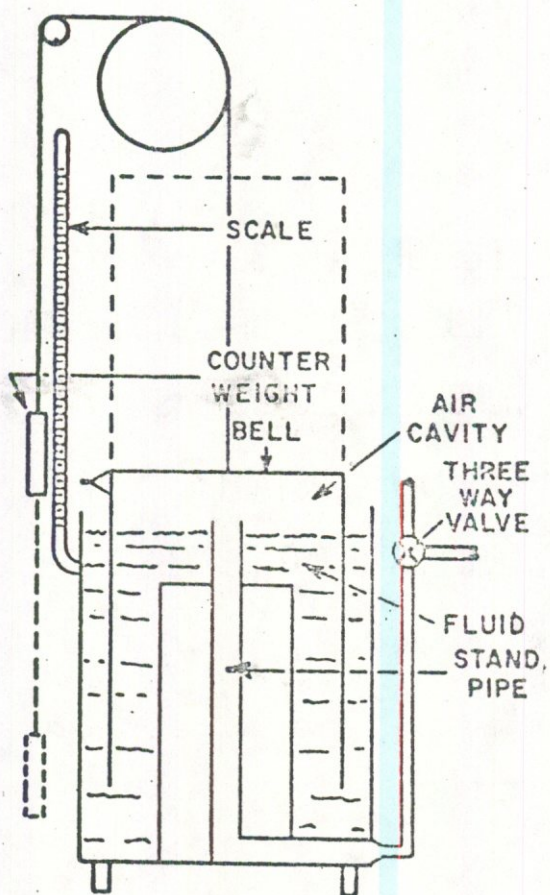 SCALE
COUNTER
WEIGHT
BELL
AIR
CAVITY
THREE
WAY
VALVE
FLUID
STAND,
PIPE